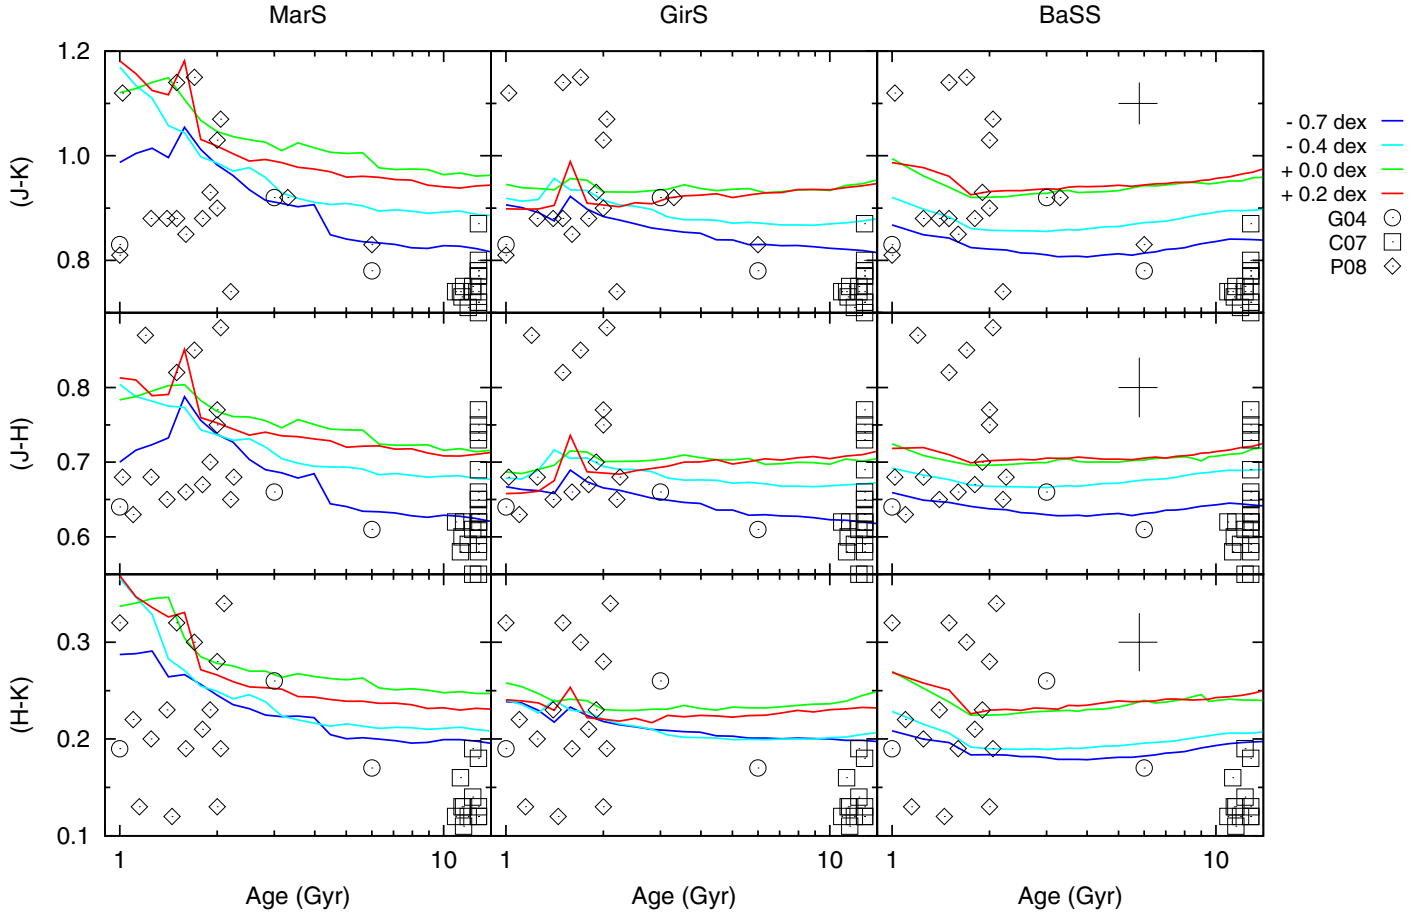 MarS GirS BaSS
1.2
1.0
0.8
(J-K)
- 0.7 dex
- 0.4 dex
+ 0.0 dex
+ 0.2 dex
G04
C07
P08
0.8
0.7
0.6
(J-H)
0.3
0.2
0.1
(H-K)
1 10 1 10 1 10
Age (Gyr) Age (Gyr) Age (Gyr)